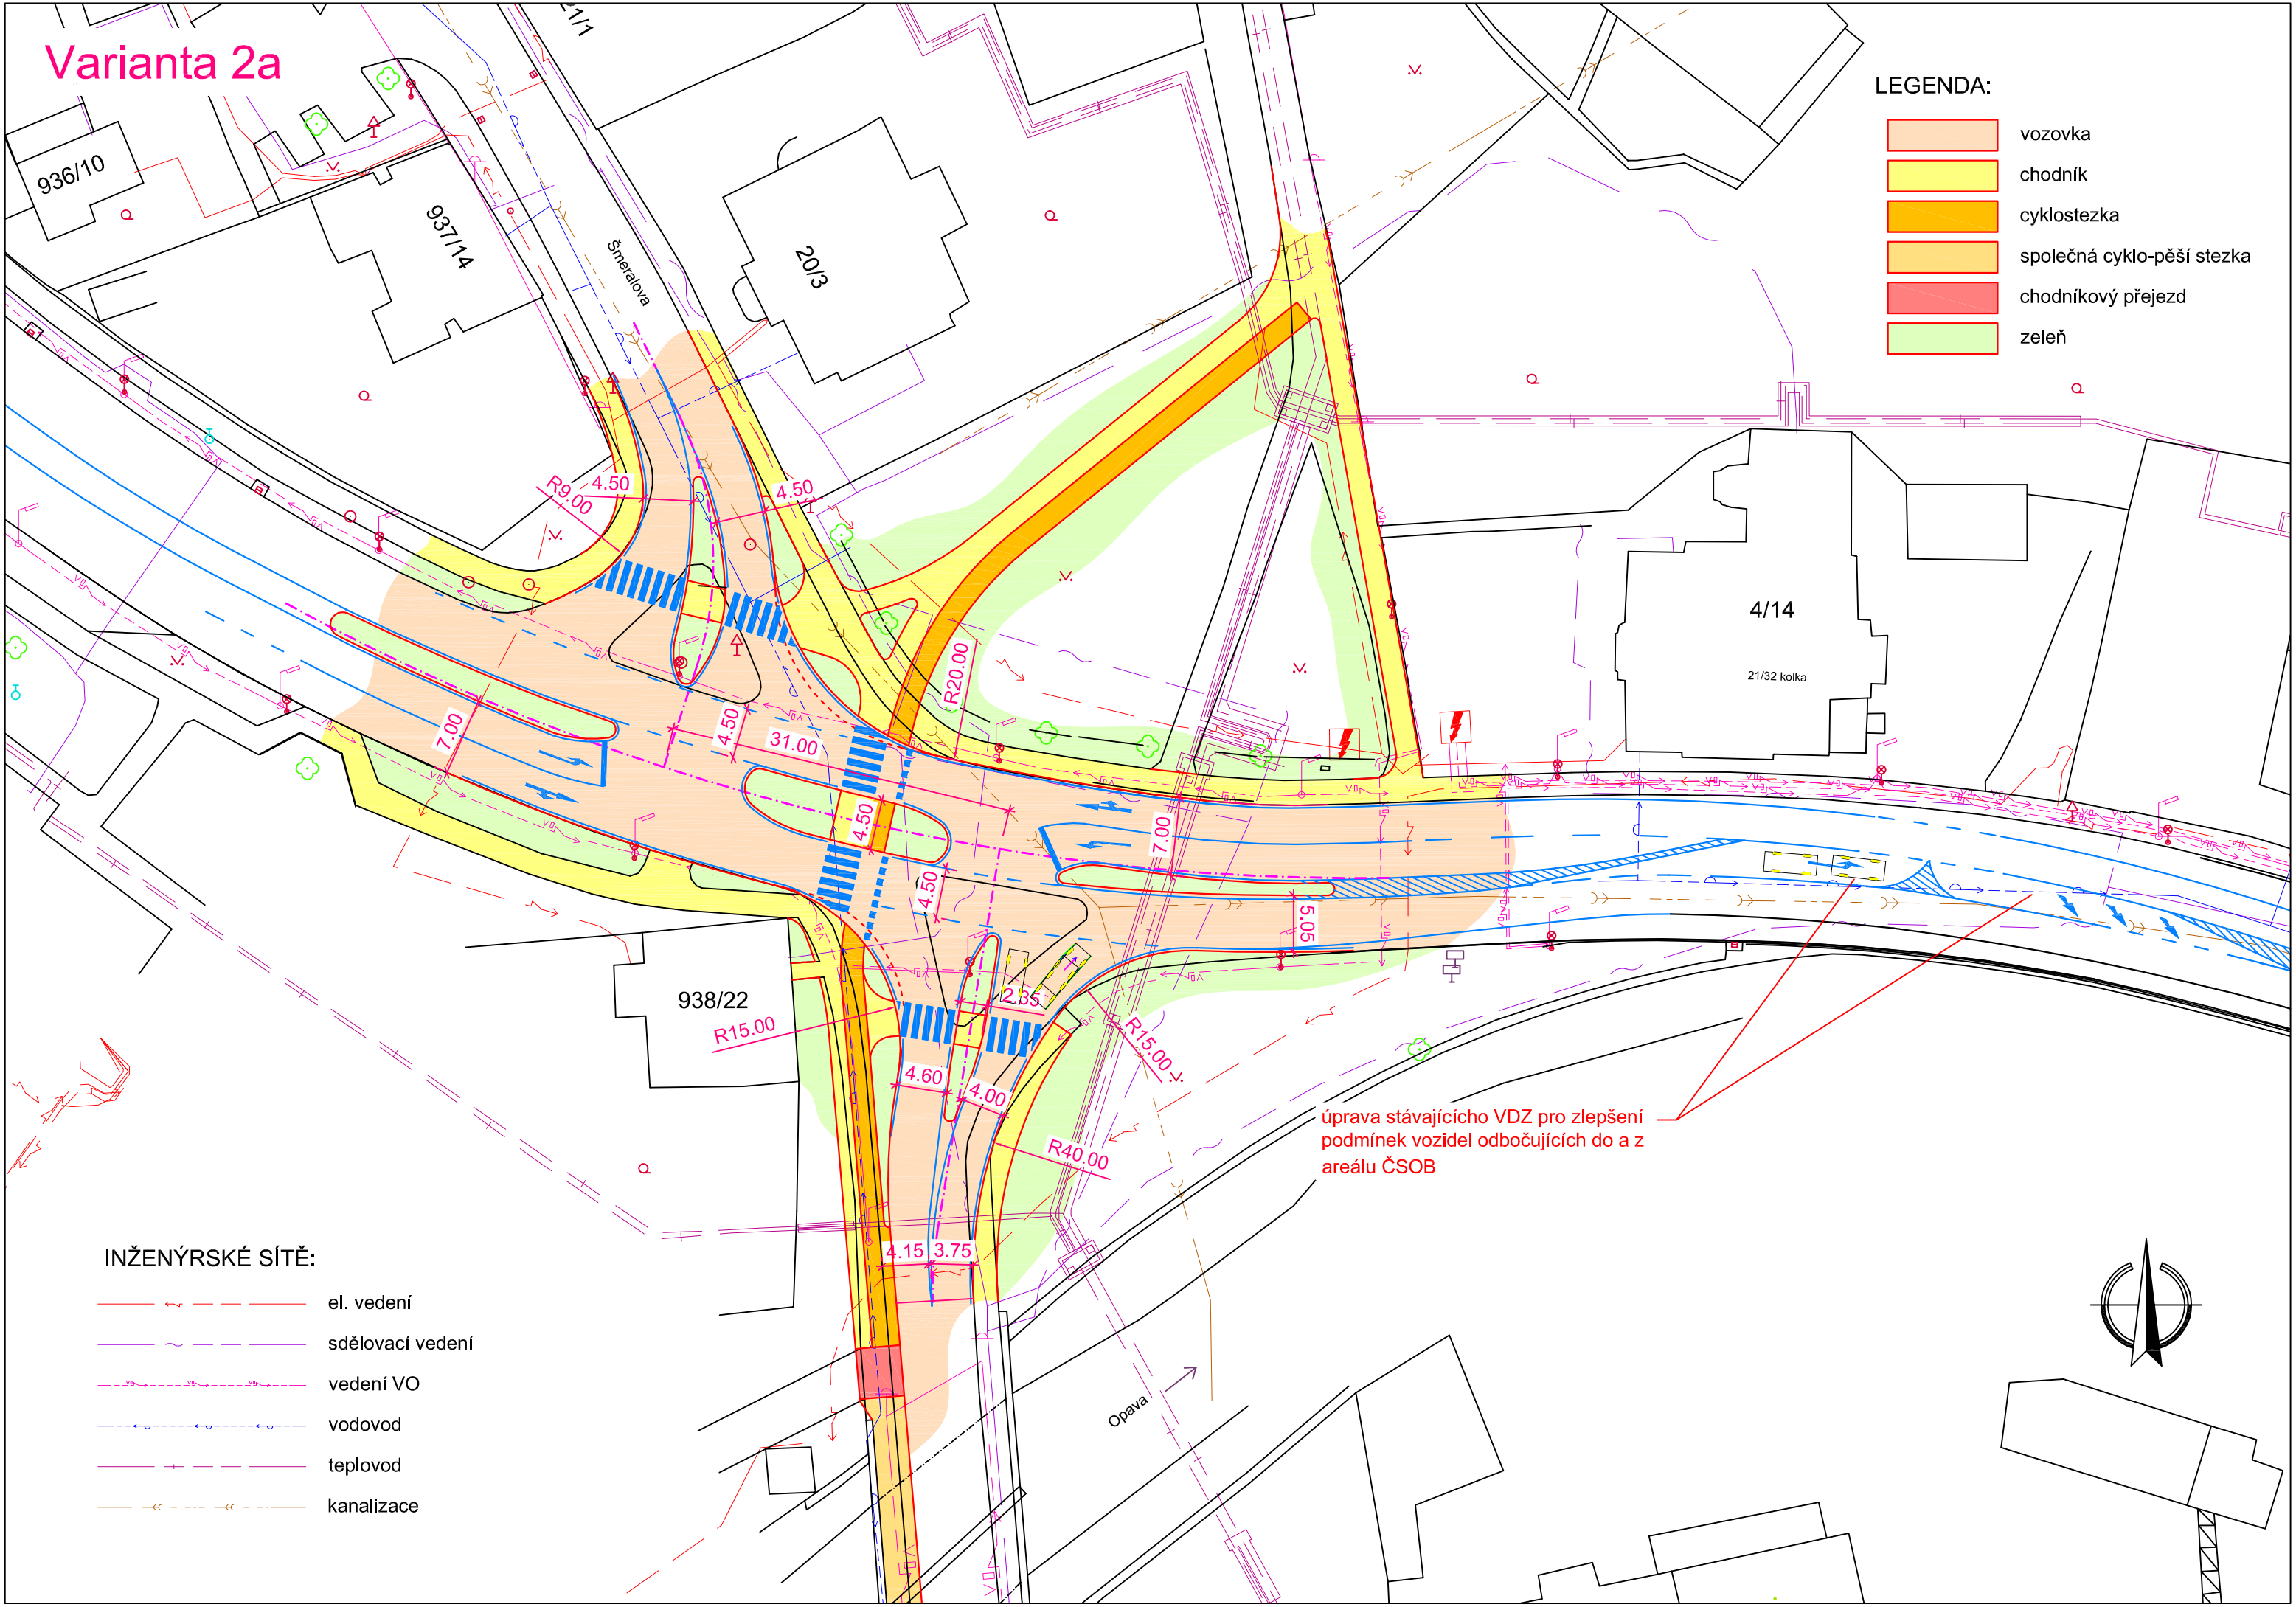 Varianta 2a
21/1
LEGENDA:
vozovka
chodník
cyklostezka
společná cyklo-pěší stezka
chodníkový přejezd
zeleň
936/10
937/14
Šmeralova
20/3
R9.00
4.50
4.50
4/14
21/32 kolka
R20.00
7.00
4.50
31.00
4.50
7.00
4.50
5.05
938/22
R15.00
2.35
R15.00
4.60
4.00
R40.00
úprava stávajícícho VDZ pro zlepšení
podmínek vozidel odbočujících do a z
areálu ČSOB
4.15
3.75
Opava
INŽENÝRSKÉ SÍTĚ:
el. vedení
sdělovací vedení
vedení VO
vodovod
teplovod
kanalizace